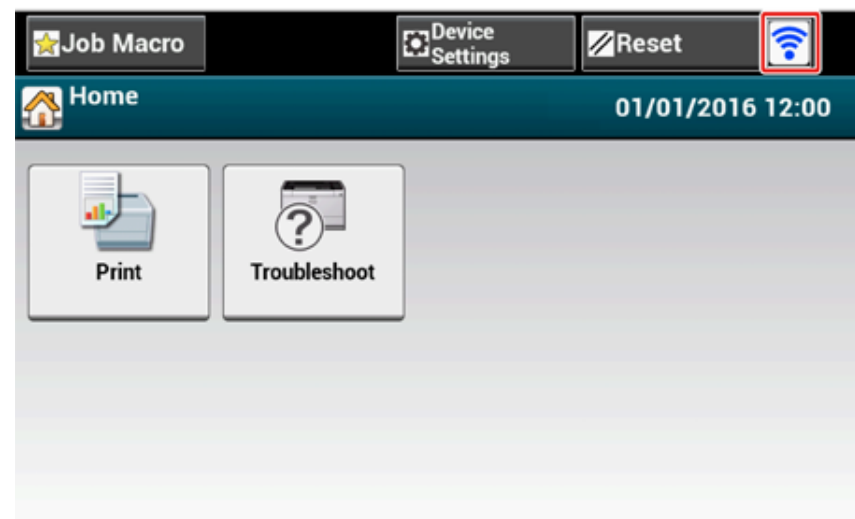 Job Macro
Device
Settings
Reset
Home
01/01/2016 12:00
Print
Troubleshoot